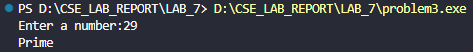 PS D:\CSE_LAB_REPORT\LAB_7> D:\CSE_LAB_REPORT\LAB_7\problem3.exe
Enter a number:29
Prime